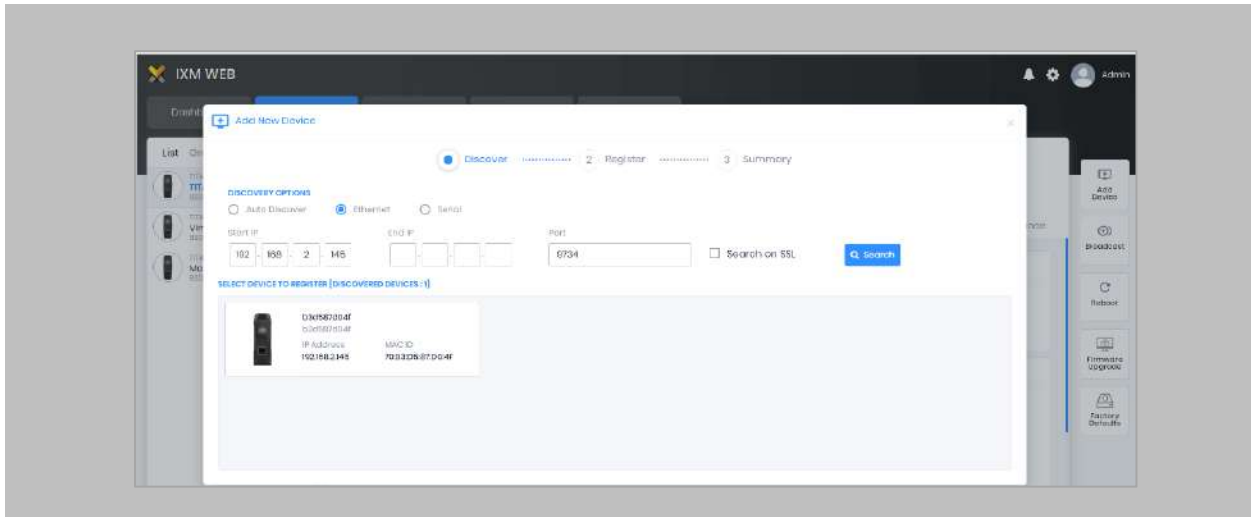 IXM WEB
Admin
Add New Device
Discover 2 Register 3 Summary
List
DISCOVERY OPTIONS
Auto Discover Ethernet Serial
Start IP End IP Port
192 . 168 . 2 . 145 . . . 9734 Search on SSL Search
SELECT DEVICE TO REGISTER [DISCOVERED DEVICES : 1]
IP Address MAC ID
192.168.2.145
Add
Device
Broadcast
Reboot
Firmware
Upgrade
Factory
Defaults